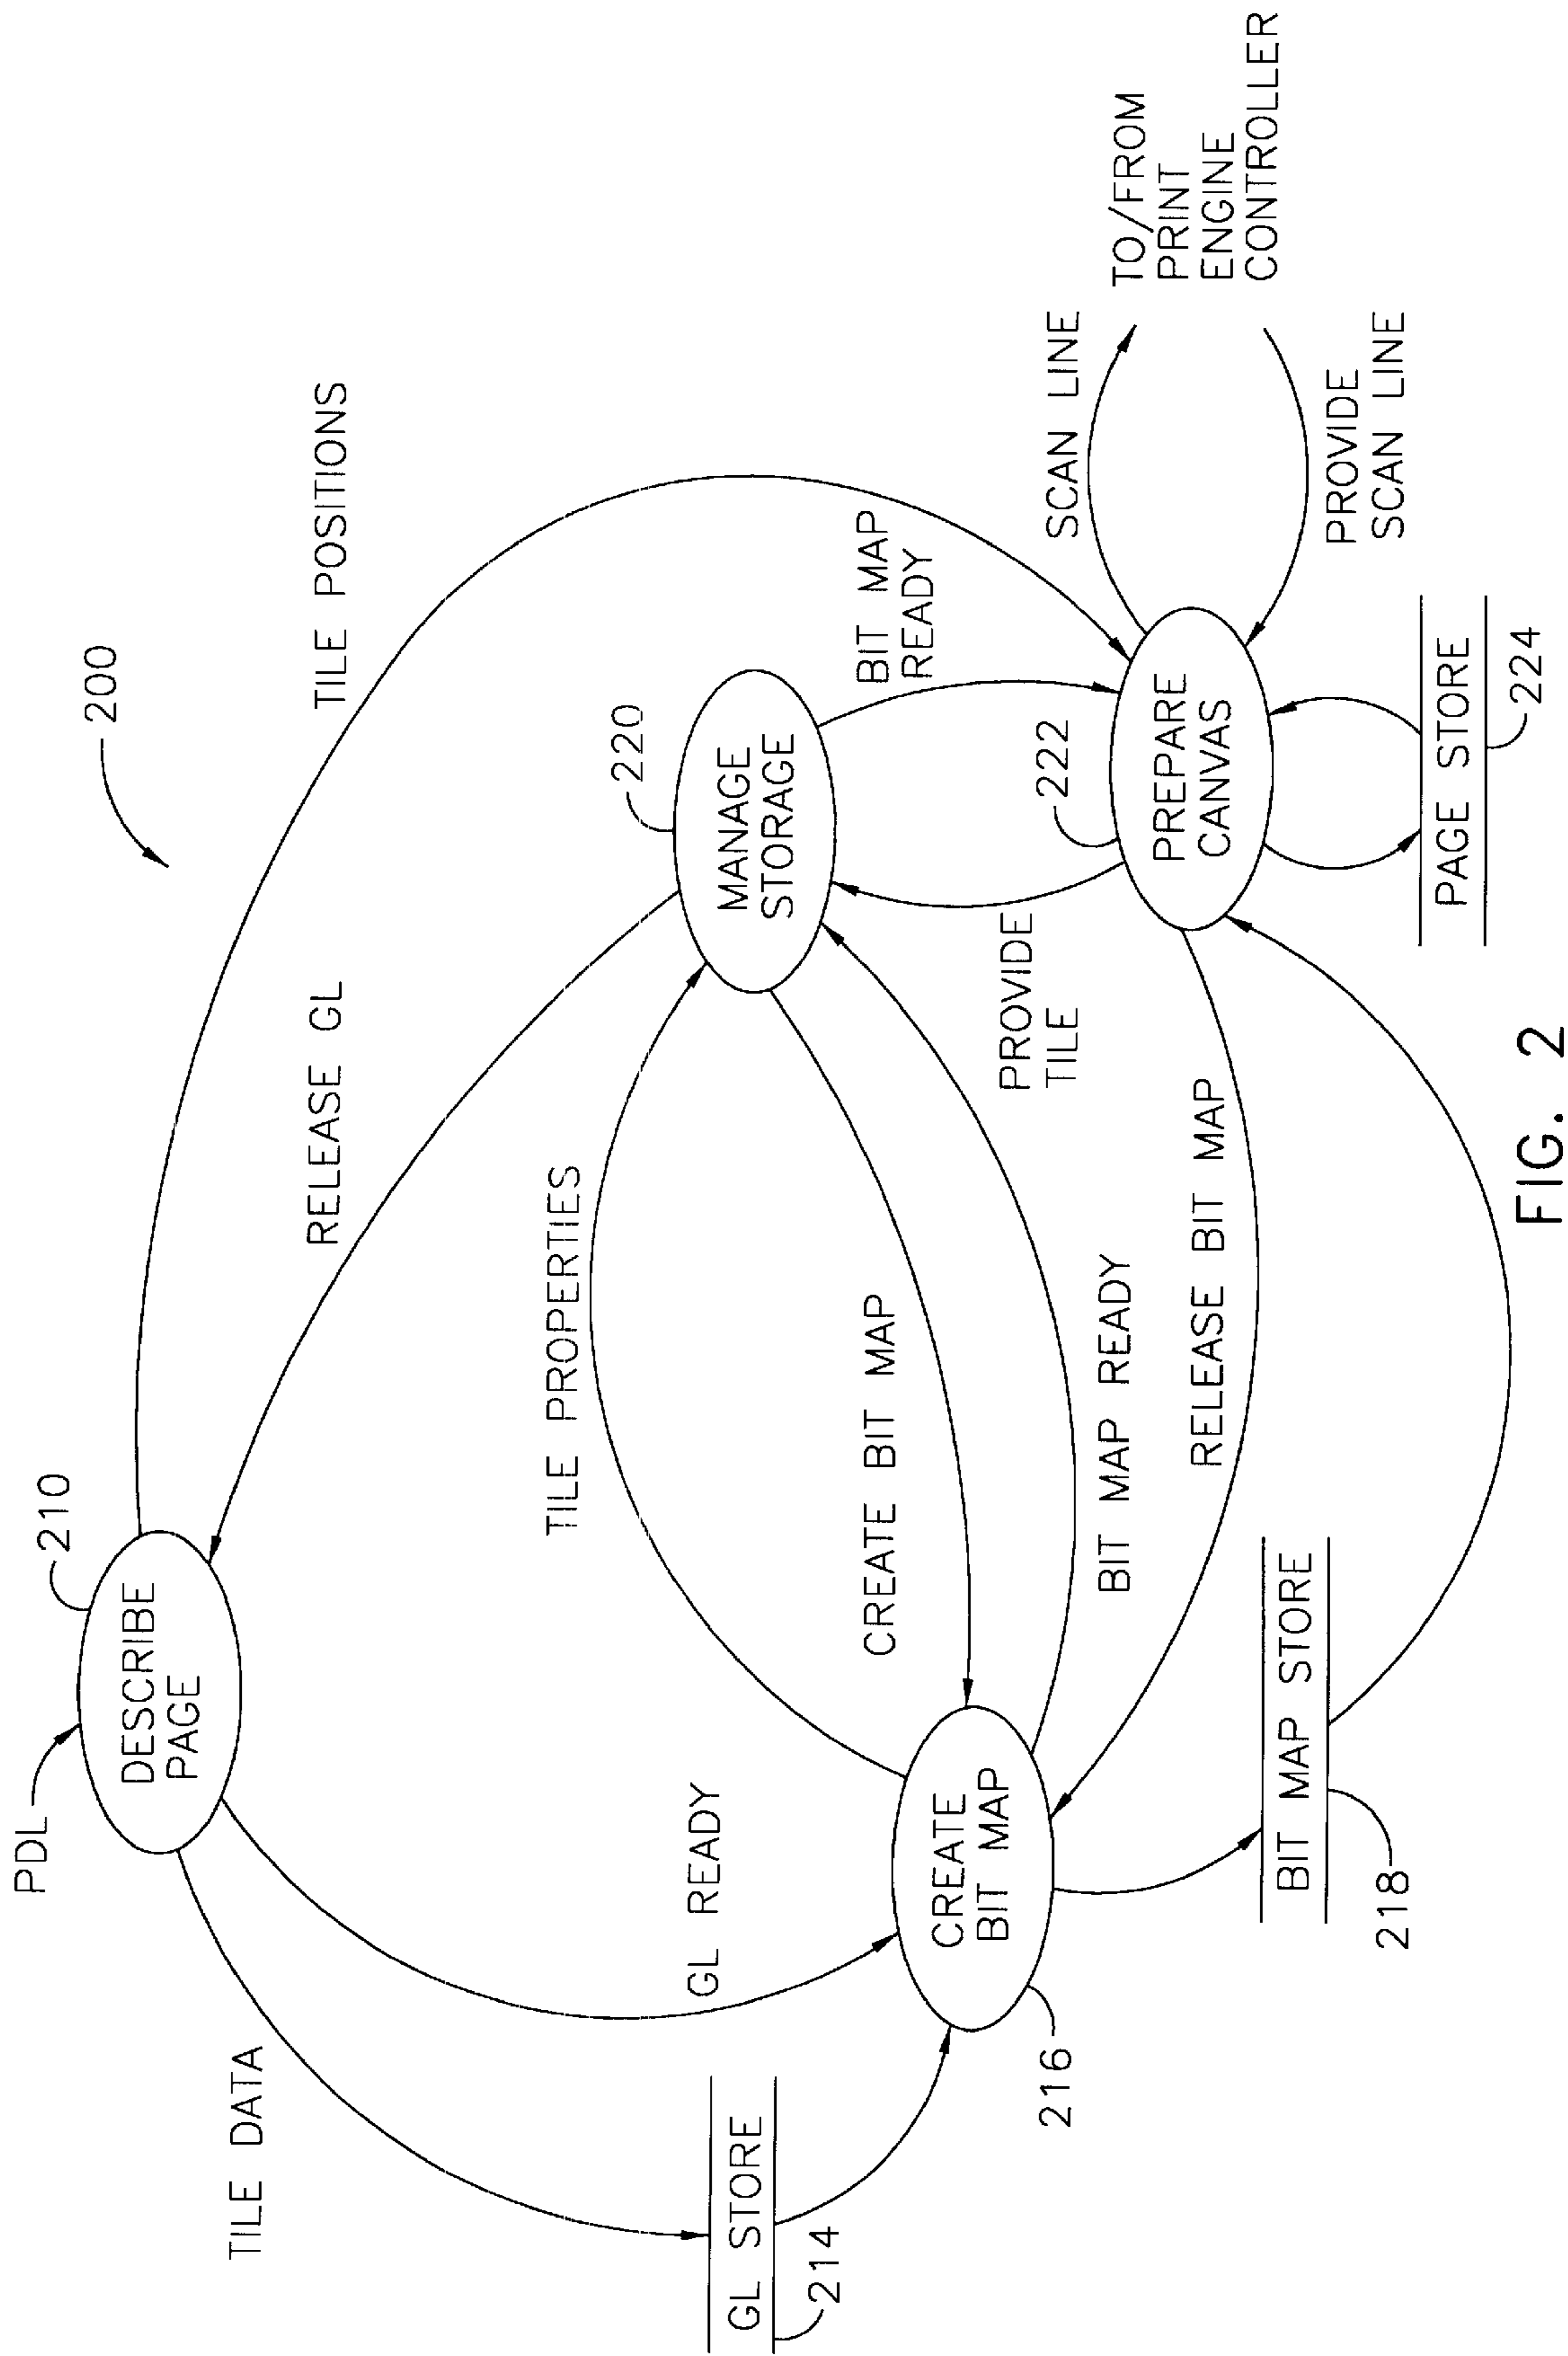 200
PDL
DESCRIBE
PAGE
210
TILE POSITIONS
TILE DATA
RELEASE GL
GL READY
TILE PROPERTIES
MANAGE
STORAGE
220
GL STORE
214
CREATE BIT MAP
BIT MAP
READY
CREATE
BIT MAP
216
PROVIDE
TILE
BIT MAP READY
222
PREPARE
CANVAS
SCAN LINE
TO/FROM
PRINT
ENGINE
CONTROLLER
RELEASE BIT MAP
PROVIDE
SCAN LINE
BIT MAP STORE
218
PAGE STORE
224
FIG. 2